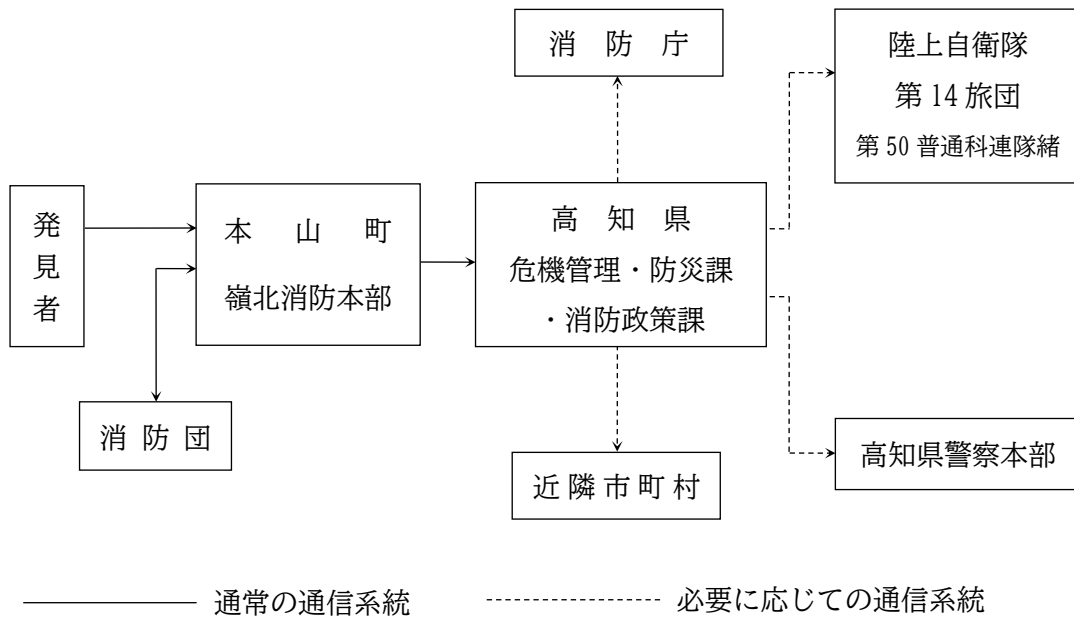 消防庁
陸上自衛隊
第14旅団
第50普通科連隊緒
発見者
本山町
嶺北消防本部
高知県
危機管理・防災課
・消防政策課
消防団
近隣市町村
高知県警察本部
通常の通信系統
必要に応じての通信系統